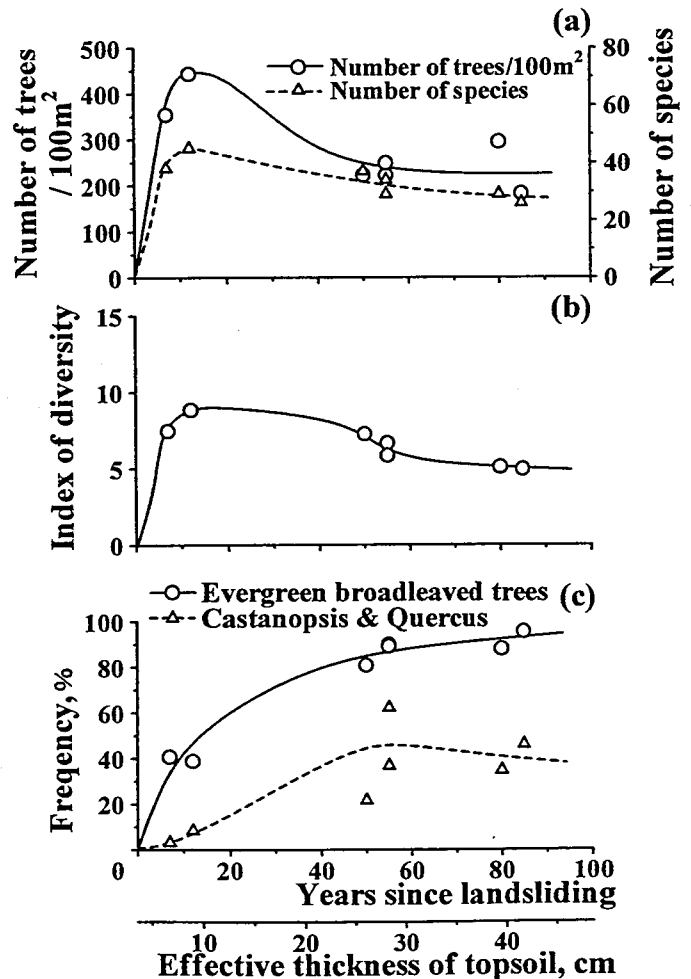 (a)
Number of trees / 100m²
500
400
300
200
100
0
Number of trees/100m²
Number of species
80
60
40
20
0
Number of species
(b)
Index of diversity
15
10
5
0
(c)
Evergreen broadleaved trees
Castanopsis & Quercus
Freqency,%
100
80
60
40
20
0 20 40 60 80 100
Years since landsliding
10 20 30 40
Effective thickness of topsoil, cm